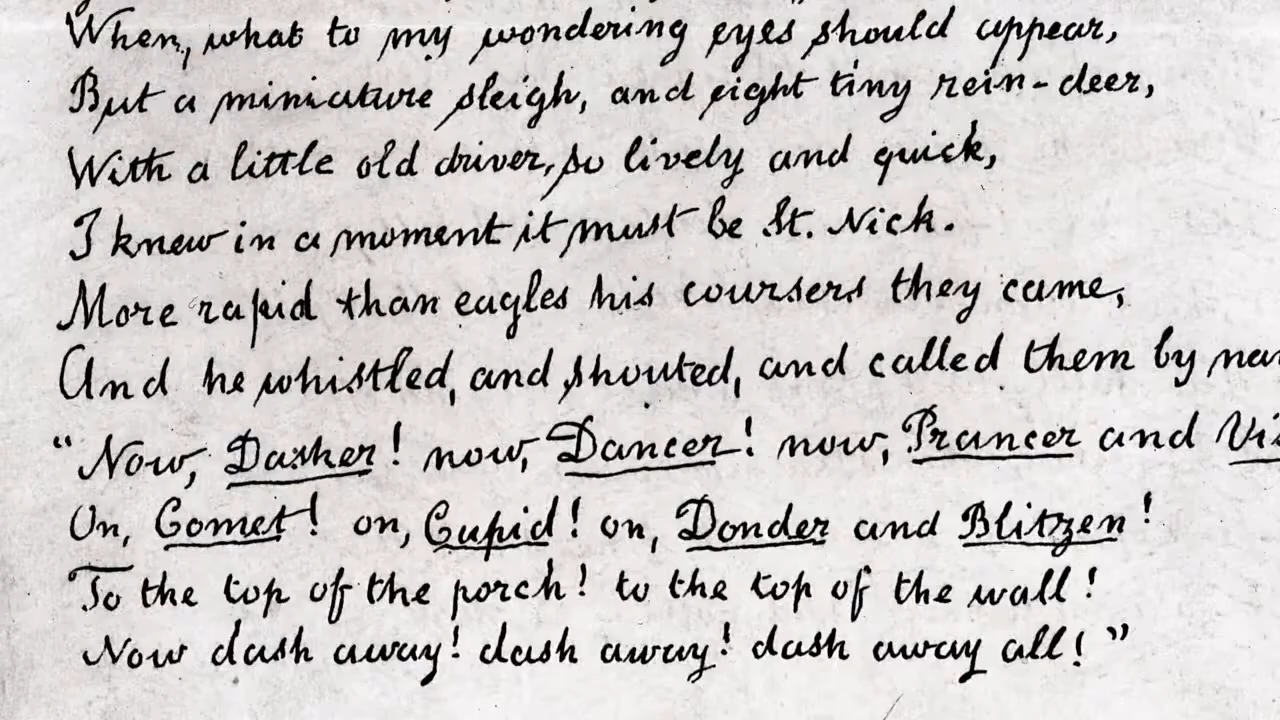 When, what to my wondering eyes should appear,
But a miniature sleigh, and eight tiny rein-deer,
With a little old driver, so lively and quick,
I knew in a moment it must be St. Nick.
More rapid than eagles his coursers they came,
And he whistled, and shouted, and called them by
"Now, Dasher! now, Dancer! now, Prancer and
On, Comet! on, Cupid! on, Donder and Blitzen!
To the top of the porch! to the top of the wall!
Now dash away! dash away! dash away all!"